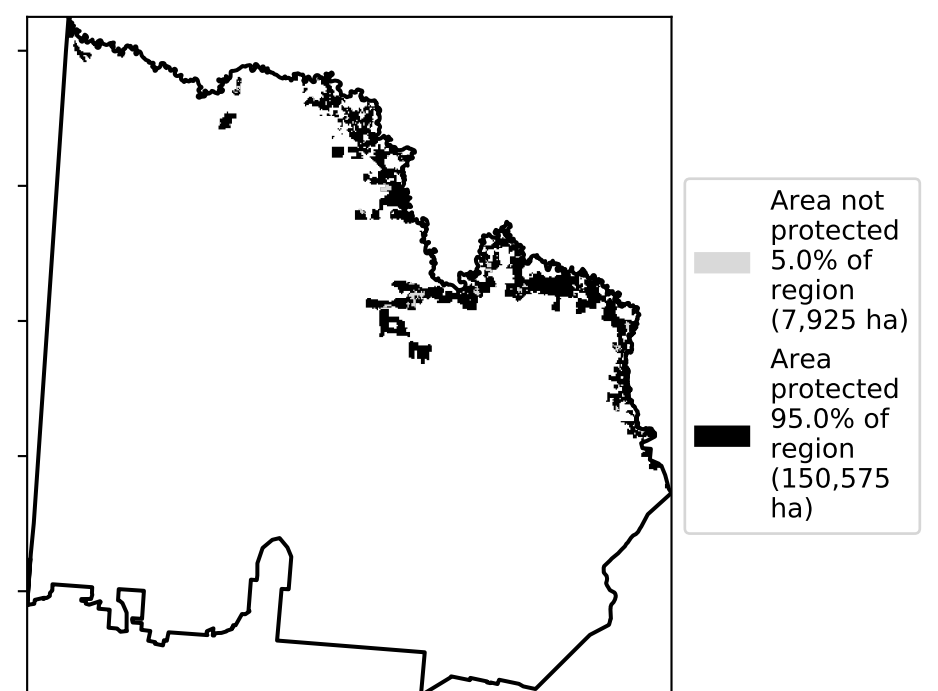 Area not
protected
5.0% of
region
(7,925 ha)
Area
protected
95.0% of
region
(150,575
ha)